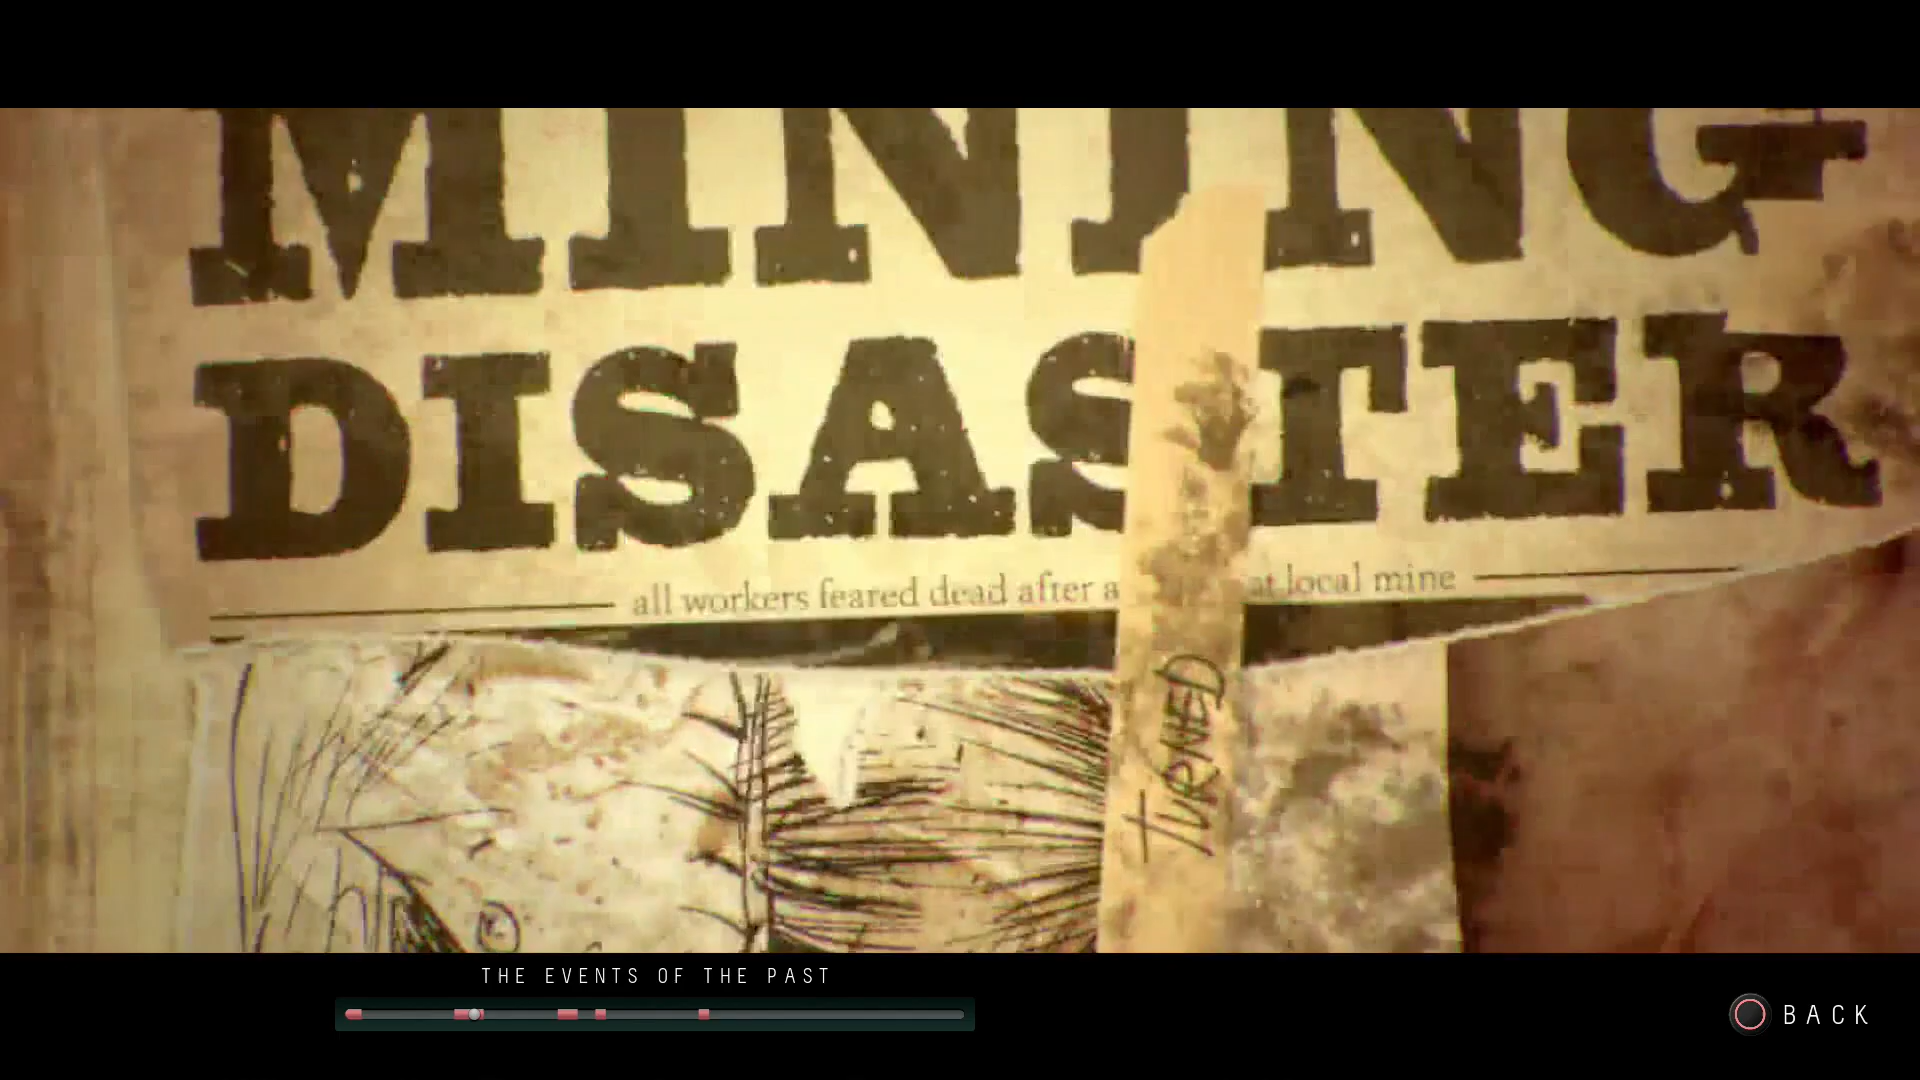 MINING
DISASTER
all workers feared dead after a at local mine
TURNED
THE EVENTS OF THE PAST
BACK